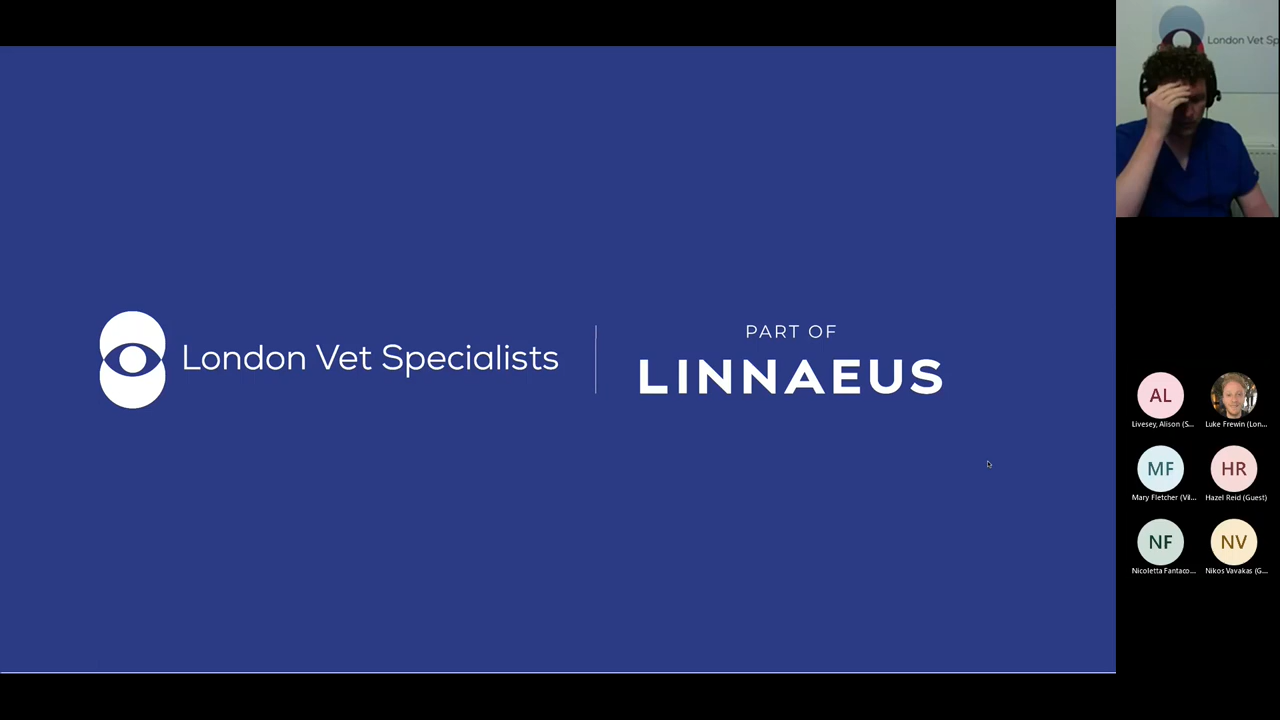 London Vet Specialists
PART OF
LINNAEUS
London Vet Sp
AL
Livesey, Alison (S...
Luke Frewin (Lon...
MF
Mary Fletcher (Vil...
HR
Hazel Reid (Guest)
NF
Nicoletta Fantaco...
NV
Nikos Vavakas (G...